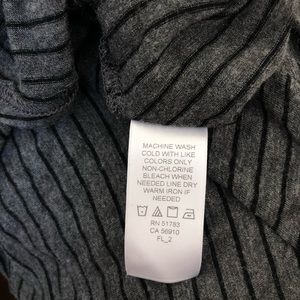 MACHINE WASH
COLD WITH LIKE
COLORS ONLY
NON-CHLORINE
BLEACH WHEN
NEEDED LINE DRY
WARM IRON IF
NEEDED
RN 51783
CA 56910
FL_2